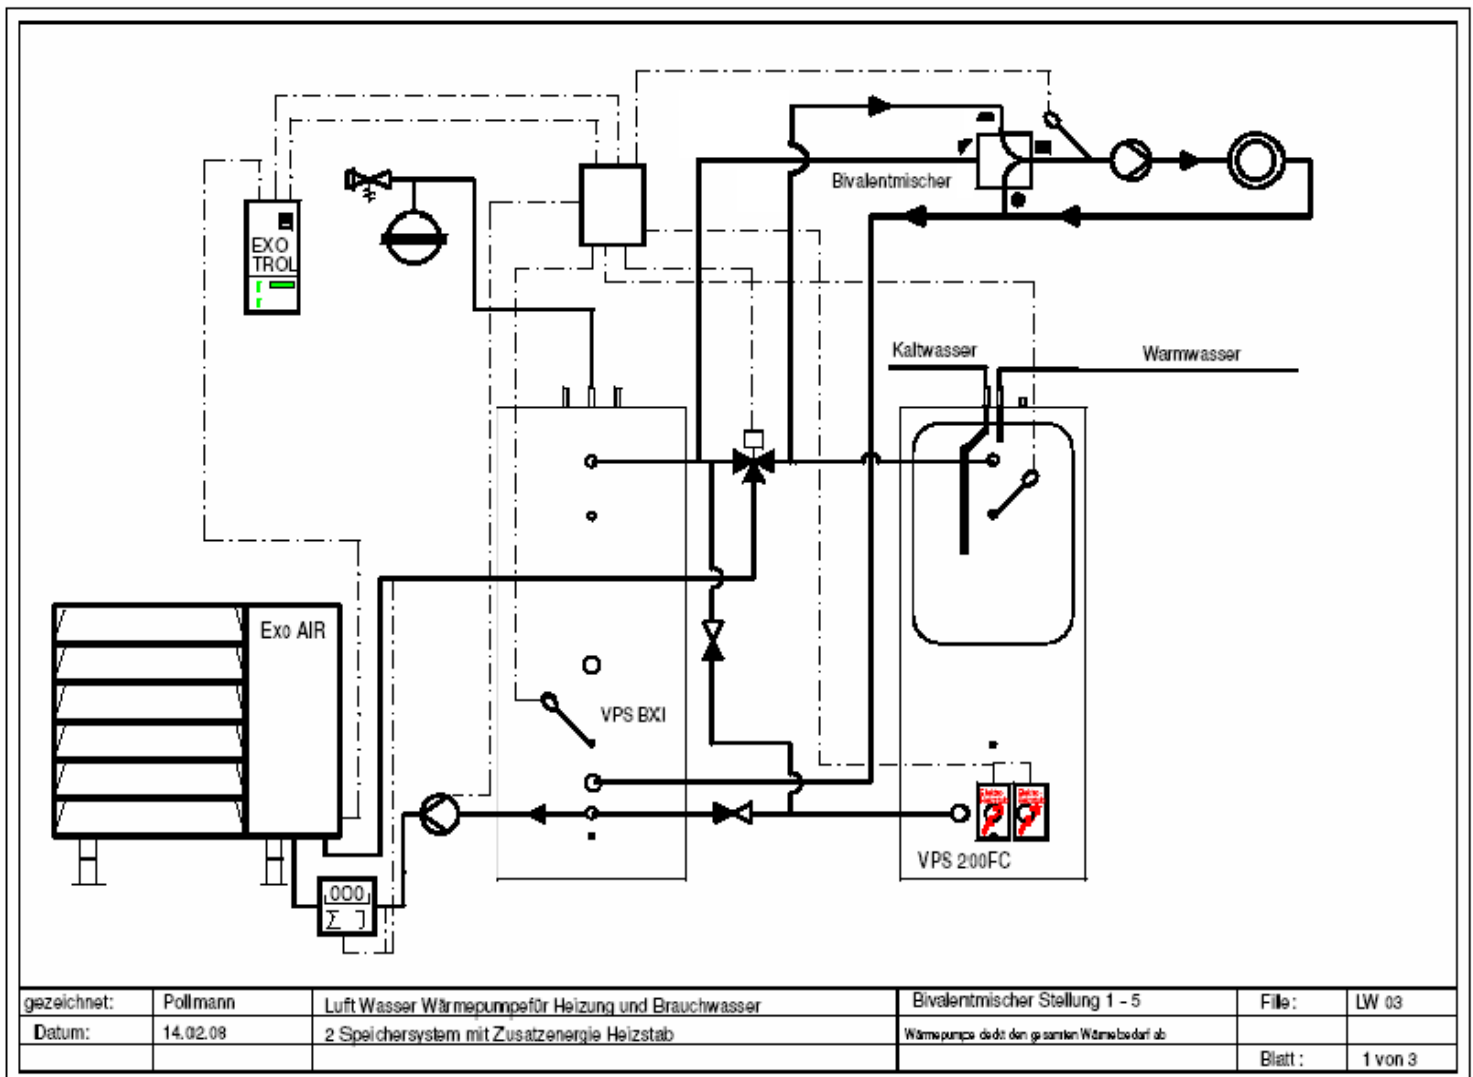 Bivalentmischer
EXO
TROL
Kaltwasser
Warmwasser
Exo AIR
VPS BXI
VPS 200FC
000
gezeichnet: Pollmann Luft Wasser Wärmepumpefür Heizung und Brauchwasser Bivalentmischer Stellung 1 - 5 File: LW 03
Datum: 14.02.08 2 Speichersystem mit Zusatzenergie Heizstab Wärmepumpe deckt den gesamten Wärmebedarf ab
Blatt: 1 von 3